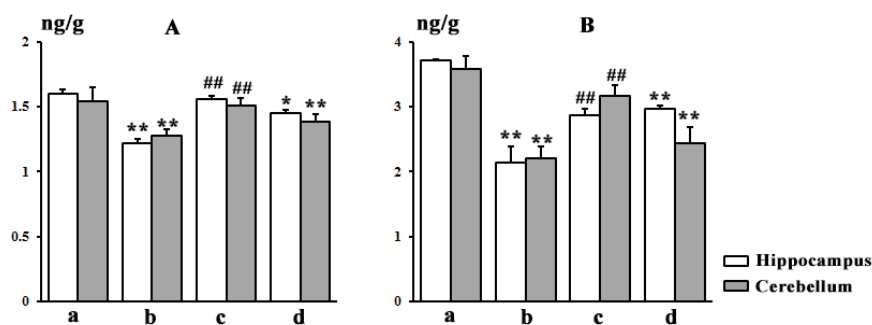 ng/g A
2
1.5
1
0.5
0
** ** ## ## * **
a b c d
ng/g B
4
3
2
1
0
** ** ## ## ** **
a b c d
Hippocampus
Cerebellum